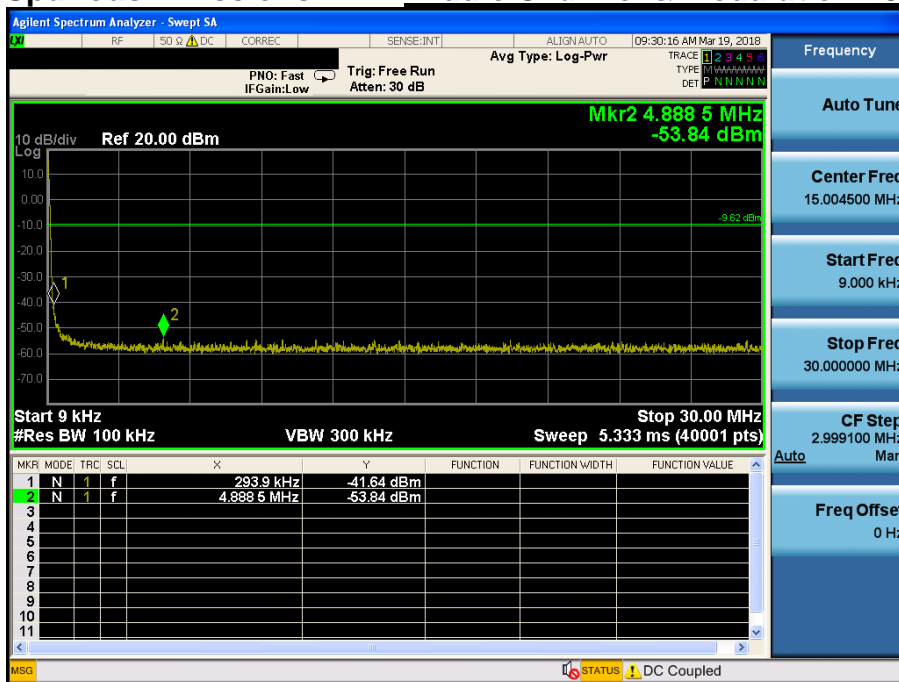 Agilent Spectrum Analyzer - Swept SA
LXI RF 50 Ω DC CORREC SENSE:INT ALIGN AUTO 09:30:16 AM Mar 19, 2018
Frequency
Avg Type: Log-Pwr
TRACE 1 2 3 4 5 6
TYPE M WWWWW
DET P N N N N N
PNO: Fast
IFGain:Low
Trig: Free Run
Atten: 30 dB
Mkr2 4.888 5 MHz
-53.84 dBm
10 dB/div Ref 20.00 dBm
Log
10.0
0.00
-10.0
-9.62 dBm
-20.0
-30.0
1
-40.0
2
-50.0
-60.0
-70.0
Start 9 kHz Stop 30.00 MHz
#Res BW 100 kHz VBW 300 kHz Sweep 5.333 ms (40001 pts)
MKR MODE TRC SCL X Y FUNCTION FUNCTION WIDTH FUNCTION VALUE
1 N 1 f 293.9 kHz -41.64 dBm
2 N 1 f 4.888 5 MHz -53.84 dBm
3
4
5
6
7
8
9
10
11
MSG STATUS DC Coupled
Auto Tune
Center Freq
15.004500 MHz
Start Freq
9.000 kHz
Stop Freq
30.000000 MHz
CF Step
2.999100 MHz
Auto Man
Freq Offset
0 Hz